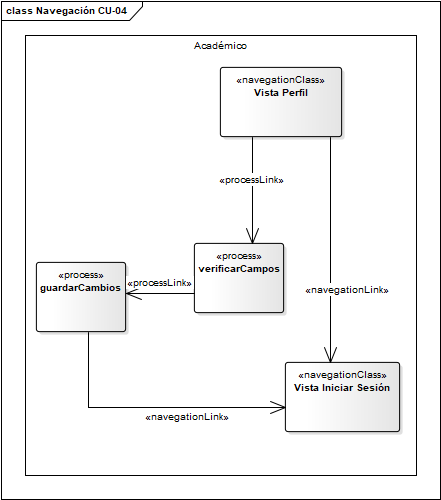 class Navegación CU-04
Académico
«navegationClass»
Vista Perfil
«processLink»
«process»
verificarCampos
«process»
guardarCambios
«processLink»
«navegationLink»
«navegationClass»
Vista Iniciar Sesión
«navegationLink»